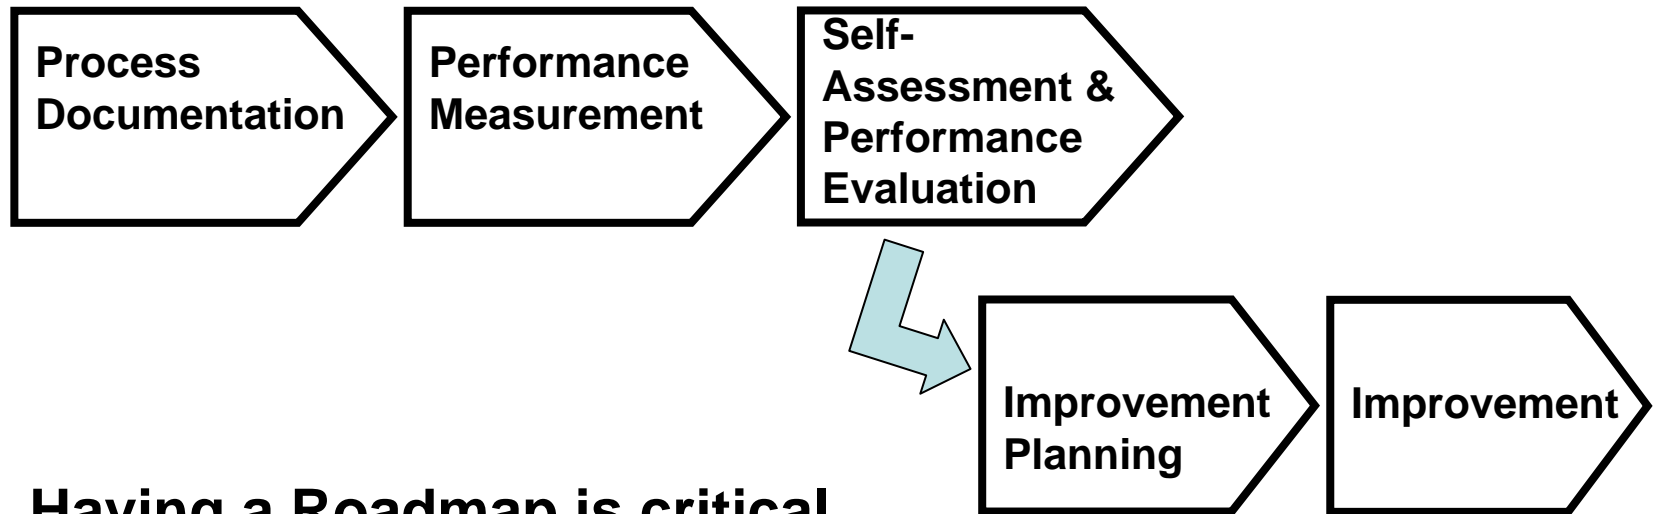 Process
Documentation
Performance
Measurement
Self-
Assessment &
Performance
Evaluation
Improvement
Planning
Improvement
Having a Roadmap is critical